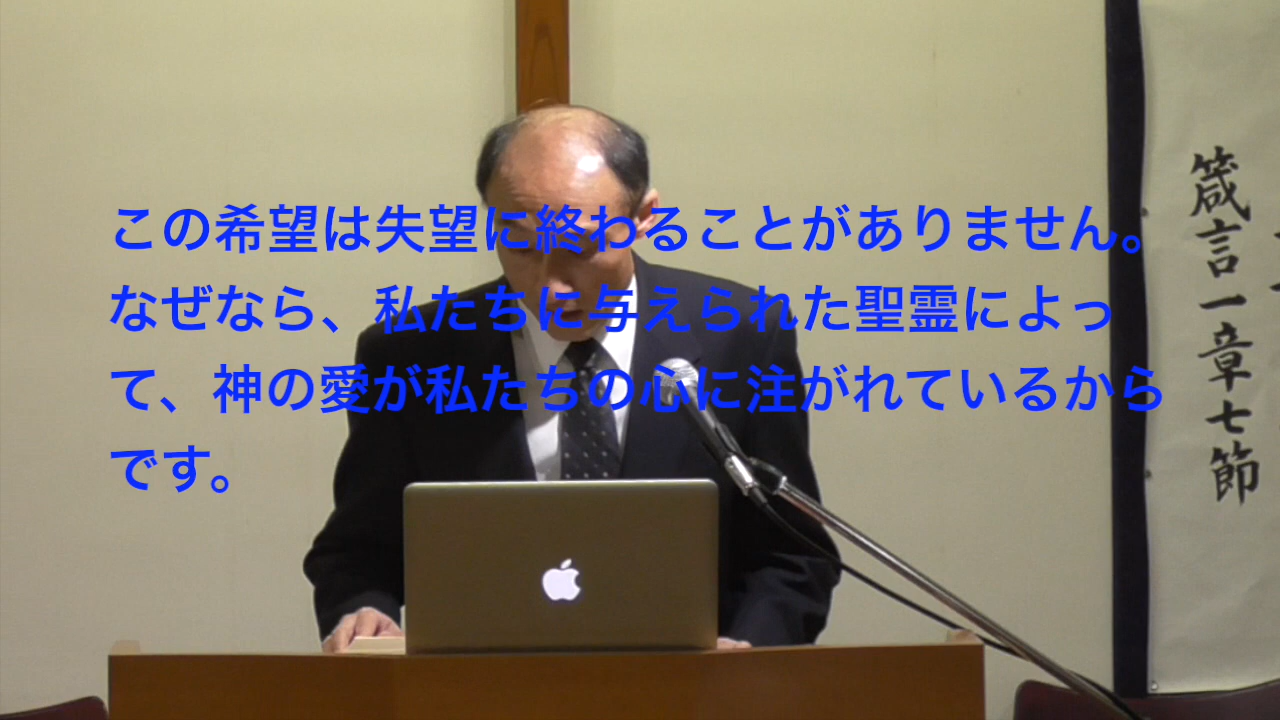 この希望は失望に終わることがありません。
なぜなら、私たちに与えられた聖霊によっ
て、神の愛が私たちの心に注がれているから
です。
箴言一章七節